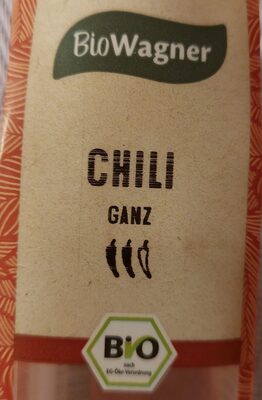 BioWagner
CHILI
GANZ
BiO
nach
EG-Öko-Verordnung